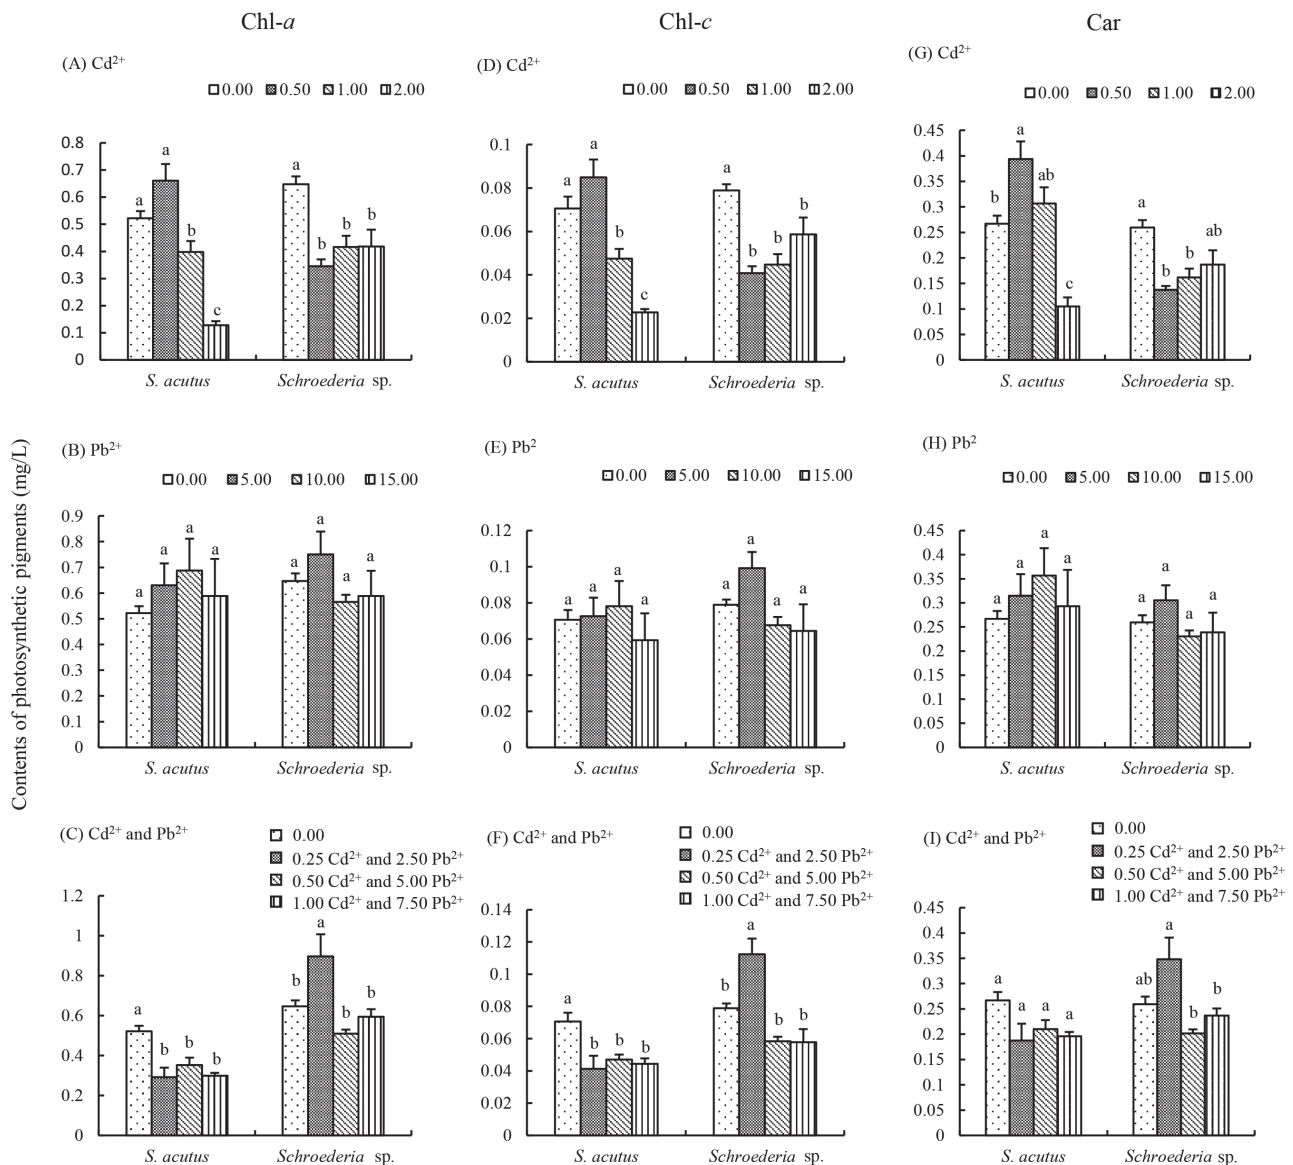 Chl-a
Chl-c
Car
(A) Cd²⁺
0.00 0.50 1.00 2.00
0.8
0.7
0.6
0.5
0.4
0.3
0.2
0.1
0
a a b c a b b b
S. acutus Schroederia sp.
(D) Cd²⁺
0.00 0.50 1.00 2.00
0.1
0.08
0.06
0.04
0.02
0
a a b c a b b b
S. acutus Schroederia sp.
(G) Cd²⁺
0.00 0.50 1.00 2.00
0.45
0.4
0.35
0.3
0.25
0.2
0.15
0.1
0.05
0
b a ab c a b b ab
S. acutus Schroederia sp.
Contents of photosynthetic pigments (mg/L)
(B) Pb²⁺
0.00 5.00 10.00 15.00
0.9
0.8
0.7
0.6
0.5
0.4
0.3
0.2
0.1
0
a a a a a a a a
S. acutus Schroederia sp.
(E) Pb²
0.00 5.00 10.00 15.00
0.12
0.1
0.08
0.06
0.04
0.02
0
a a a a a a a a
S. acutus Schroederia sp.
(H) Pb²
0.00 5.00 10.00 15.00
0.45
0.4
0.35
0.3
0.25
0.2
0.15
0.1
0.05
0
a a a a a a a a
S. acutus Schroederia sp.
(C) Cd²⁺ and Pb²⁺
0.00
0.25 Cd²⁺ and 2.50 Pb²⁺
0.50 Cd²⁺ and 5.00 Pb²⁺
1.00 Cd²⁺ and 7.50 Pb²⁺
1.2
1
0.8
0.6
0.4
0.2
0
a b b b b a b b
S. acutus Schroederia sp.
(F) Cd²⁺ and Pb²⁺
0.00
0.25 Cd²⁺ and 2.50 Pb²⁺
0.50 Cd²⁺ and 5.00 Pb²⁺
1.00 Cd²⁺ and 7.50 Pb²⁺
0.14
0.12
0.1
0.08
0.06
0.04
0.02
0
a b b b b a b b
S. acutus Schroederia sp.
(I) Cd²⁺ and Pb²⁺
0.00
0.25 Cd²⁺ and 2.50 Pb²⁺
0.50 Cd²⁺ and 5.00 Pb²⁺
1.00 Cd²⁺ and 7.50 Pb²⁺
0.45
0.4
0.35
0.3
0.25
0.2
0.15
0.1
0.05
0
a a a a ab a b b
S. acutus Schroederia sp.